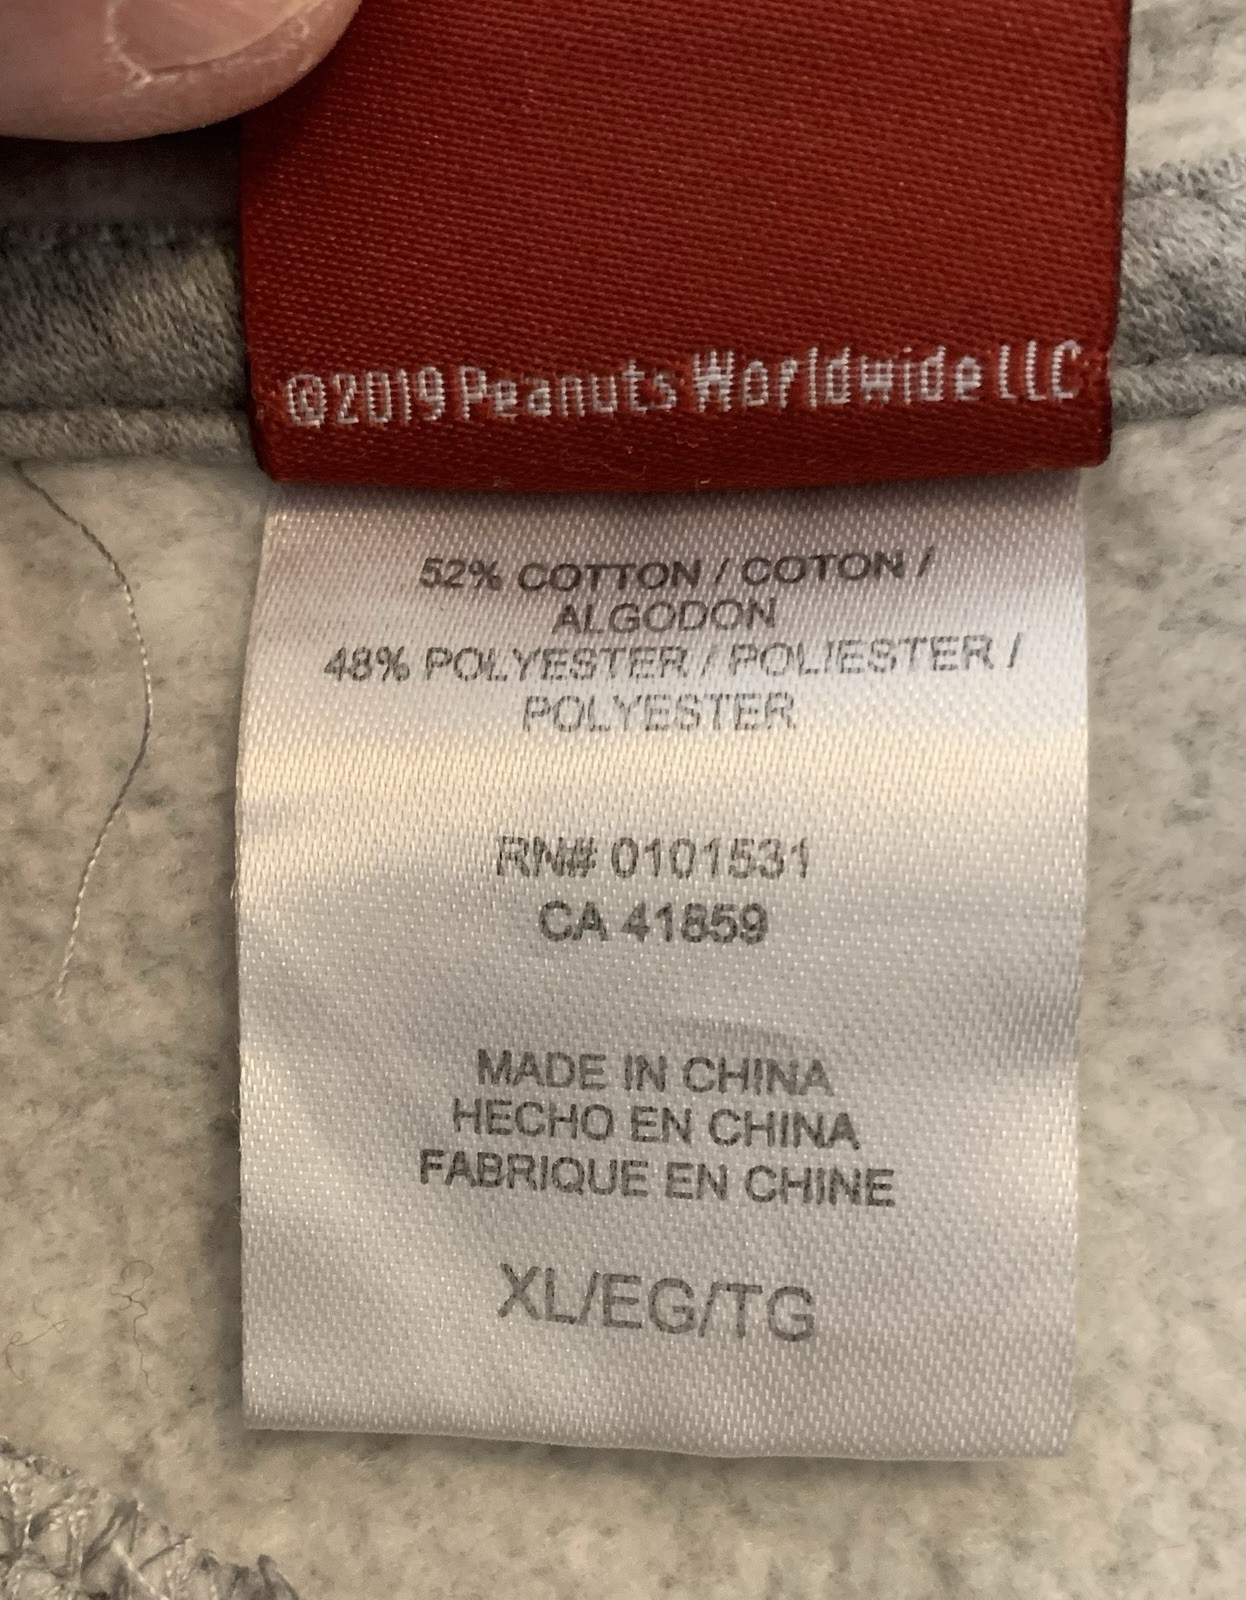 ©2019 Peanuts Worldwide LLC
52% COTTON / COTON /
ALGODON
48% POLYESTER / POLIESTER /
POLYESTER
RN# 0101531
CA 41859
MADE IN CHINA
HECHO EN CHINA
FABRIQUE EN CHINE
XL/EG/TG